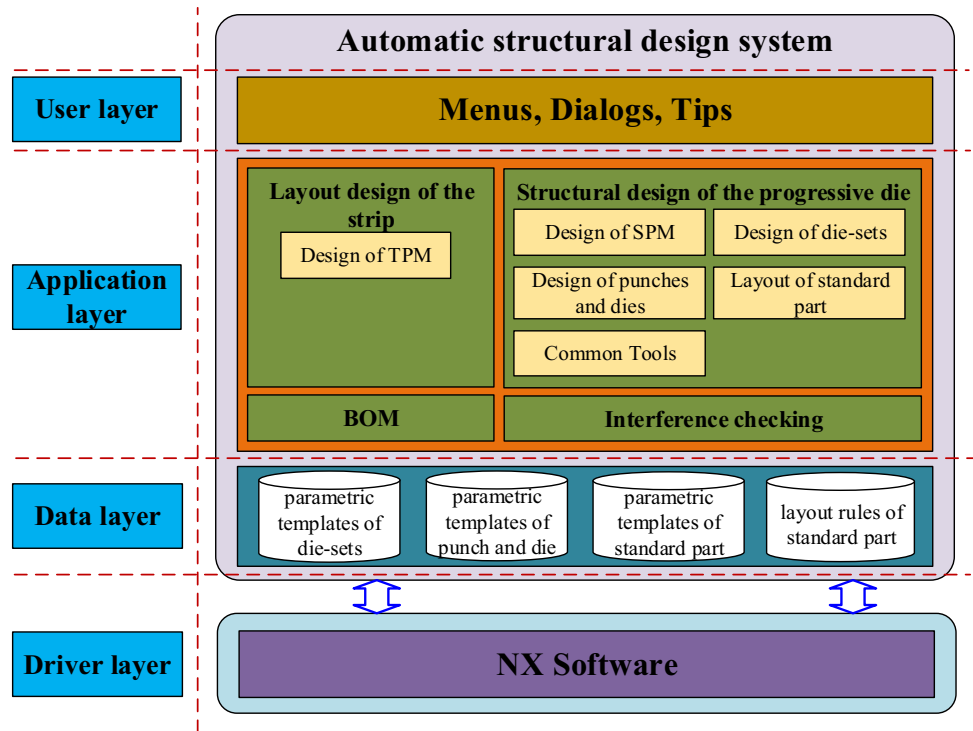 Automatic structural design system
User layer
Menus, Dialogs, Tips
Application
layer
Layout design of the
strip
Design of TPM
Structural design of the progressive die
Design of SPM
Design of die-sets
Design of punches
and dies
Layout of standard
part
Common Tools
BOM
Interference checking
Data layer
parametric
templates of
die-sets
parametric
templates of
punch and die
parametric
templates of
standard part
layout rules of
standard part
Driver layer
NX Software